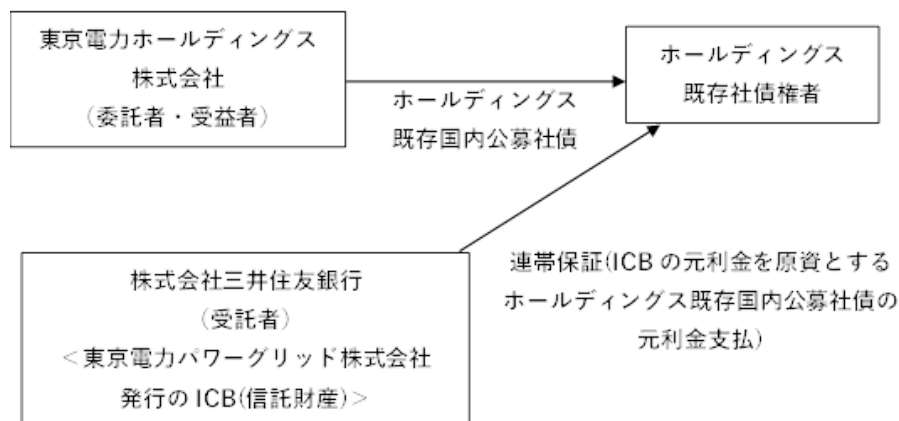 東京電力ホールディングス
株式会社
（委託者・受益者）
ホールディングス
既存国内公募社債
ホールディングス
既存社債権者
株式会社三井住友銀行
（受託者）
＜東京電力パワーグリッド株式会社
発行のICB(信託財産)＞
連帯保証(ICBの元利金を原資とする
ホールディングス既存国内公募社債の
元利金支払)